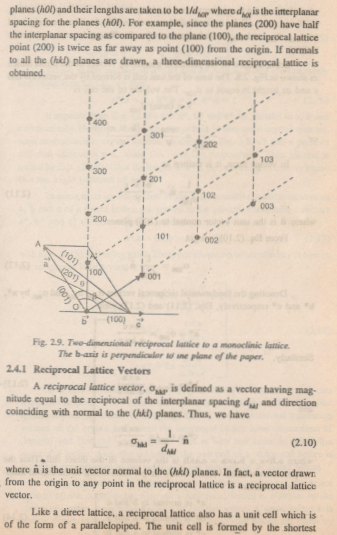 planes (h0l) and their lengths are taken to be 1/d_h0l, where d_h0l is the interplanar
spacing for the planes (h0l). For example, since the planes (200) have half
the interplanar spacing as compared to the plane (100), the reciprocal lattice
point (200) is twice as far away as point (100) from the origin. If normals
to all the (hkl) planes are drawn, a three-dimensional reciprocal lattice is
obtained.
400
301
202
300
103
201
102
200
003
101
002
A
(101)
(201)
100
(001)
001
(100)
Fig. 2.9. Two-dimensional reciprocal lattice to a monoclinic lattice.
The b-axis is perpendicular to the plane of the paper.
2.4.1 Reciprocal Lattice Vectors
A reciprocal lattice vector, σ_hkl, is defined as a vector having mag-
nitude equal to the reciprocal of the interplanar spacing d_hkl and direction
coinciding with normal to the (hkl) planes. Thus, we have
σ_hkl = 1/d_hkl n̂ (2.10)
where n̂ is the unit vector normal to the (hkl) planes. In fact, a vector drawn
from the origin to any point in the reciprocal lattice is a reciprocal lattice
vector.
Like a direct lattice, a reciprocal lattice also has a unit cell which is
of the form of a parallelopiped. The unit cell is formed by the shortest